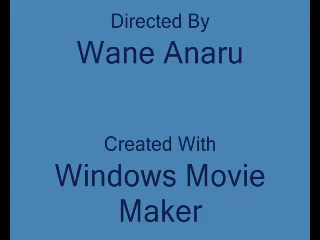 Directed By
Wane Anaru
Created With
Windows Movie
Maker